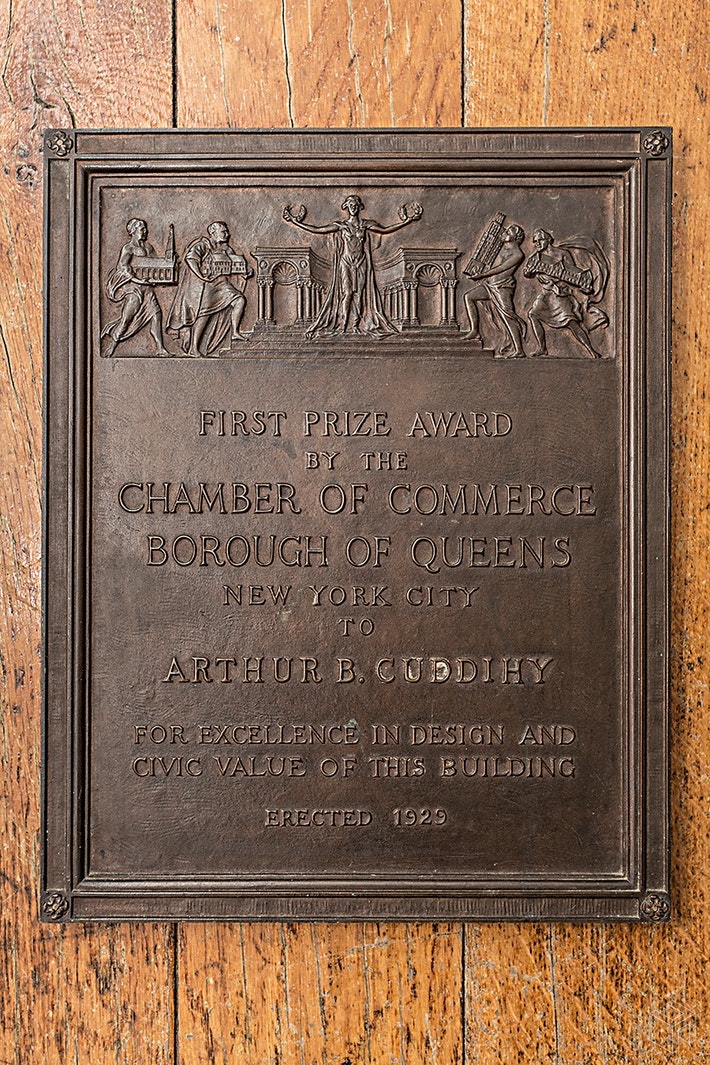 FIRST PRIZE AWARD
BY THE
CHAMBER OF COMMERCE
BOROUGH OF QUEENS
NEW YORK CITY
TO
ARTHUR B. CUDDIHY
FOR EXCELLENCE IN DESIGN AND
CIVIC VALUE OF THIS BUILDING
ERECTED 1929